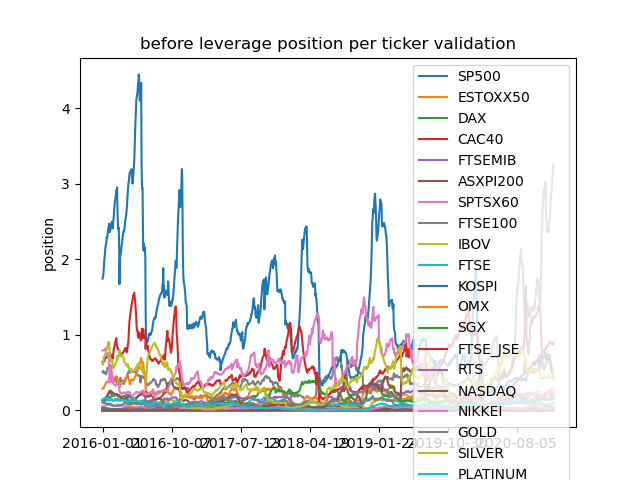 before leverage position per ticker validation
4
3
2
1
0
position
2016-01-01
2016-10-07
2017-07-13
2018-04-19
2019-01-24
2019-10-30
2020-08-05
SP500
ESTOXX50
DAX
CAC40
FTSEMIB
ASXPI200
SPTSX60
FTSE100
IBOV
FTSE
KOSPI
OMX
SGX
FTSE_JSE
RTS
NASDAQ
NIKKEI
GOLD
SILVER
PLATINUM